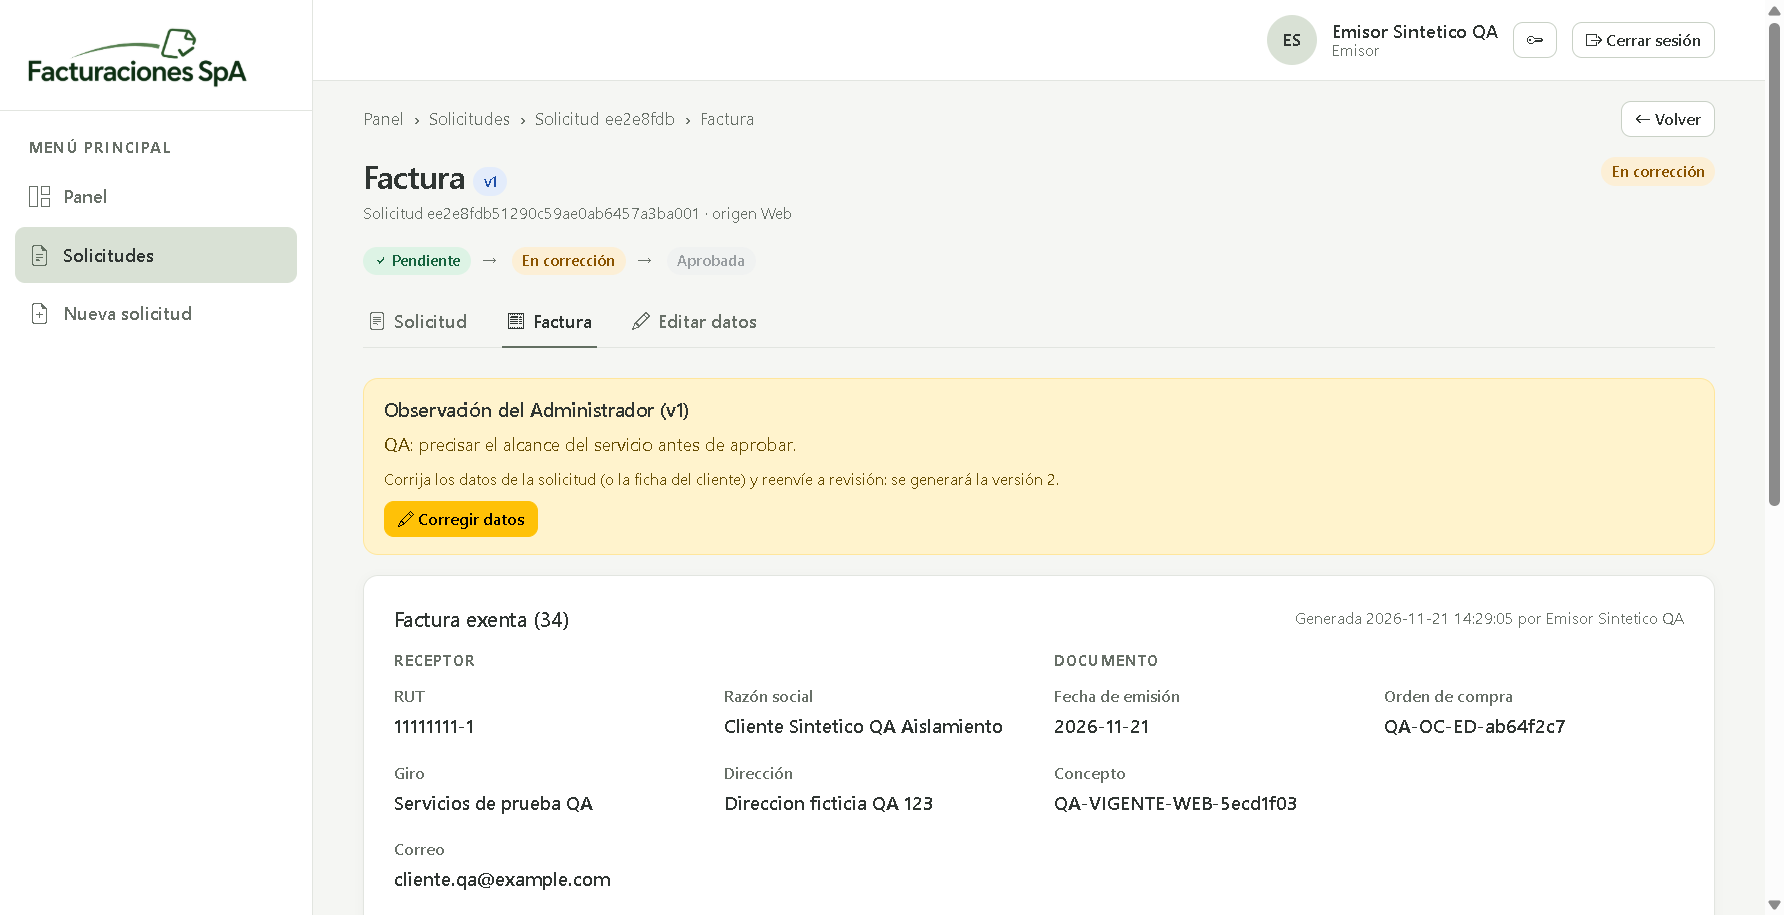 Facturaciones SpA
MENÚ PRINCIPAL
Panel
Solicitudes
Nueva solicitud
ES
Emisor Sintetico QA
Emisor
Cerrar sesión
Panel › Solicitudes › Solicitud ee2e8fdb › Factura
← Volver
Factura v1
En corrección
Solicitud ee2e8fdb51290c59ae0ab6457a3ba001 · origen Web
✓ Pendiente → En corrección → Aprobada
Solicitud
Factura
Editar datos
Observación del Administrador (v1)
QA: precisar el alcance del servicio antes de aprobar.
Corrija los datos de la solicitud (o la ficha del cliente) y reenvíe a revisión: se generará la versión 2.
Corregir datos
Factura exenta (34)
Generada 2026-11-21 14:29:05 por Emisor Sintetico QA
RECEPTOR
DOCUMENTO
RUT
Razón social
Fecha de emisión
Orden de compra
11111111-1
Cliente Sintetico QA Aislamiento
2026-11-21
QA-OC-ED-ab64f2c7
Giro
Dirección
Concepto
Servicios de prueba QA
Direccion ficticia QA 123
QA-VIGENTE-WEB-5ecd1f03
Correo
cliente.qa@example.com